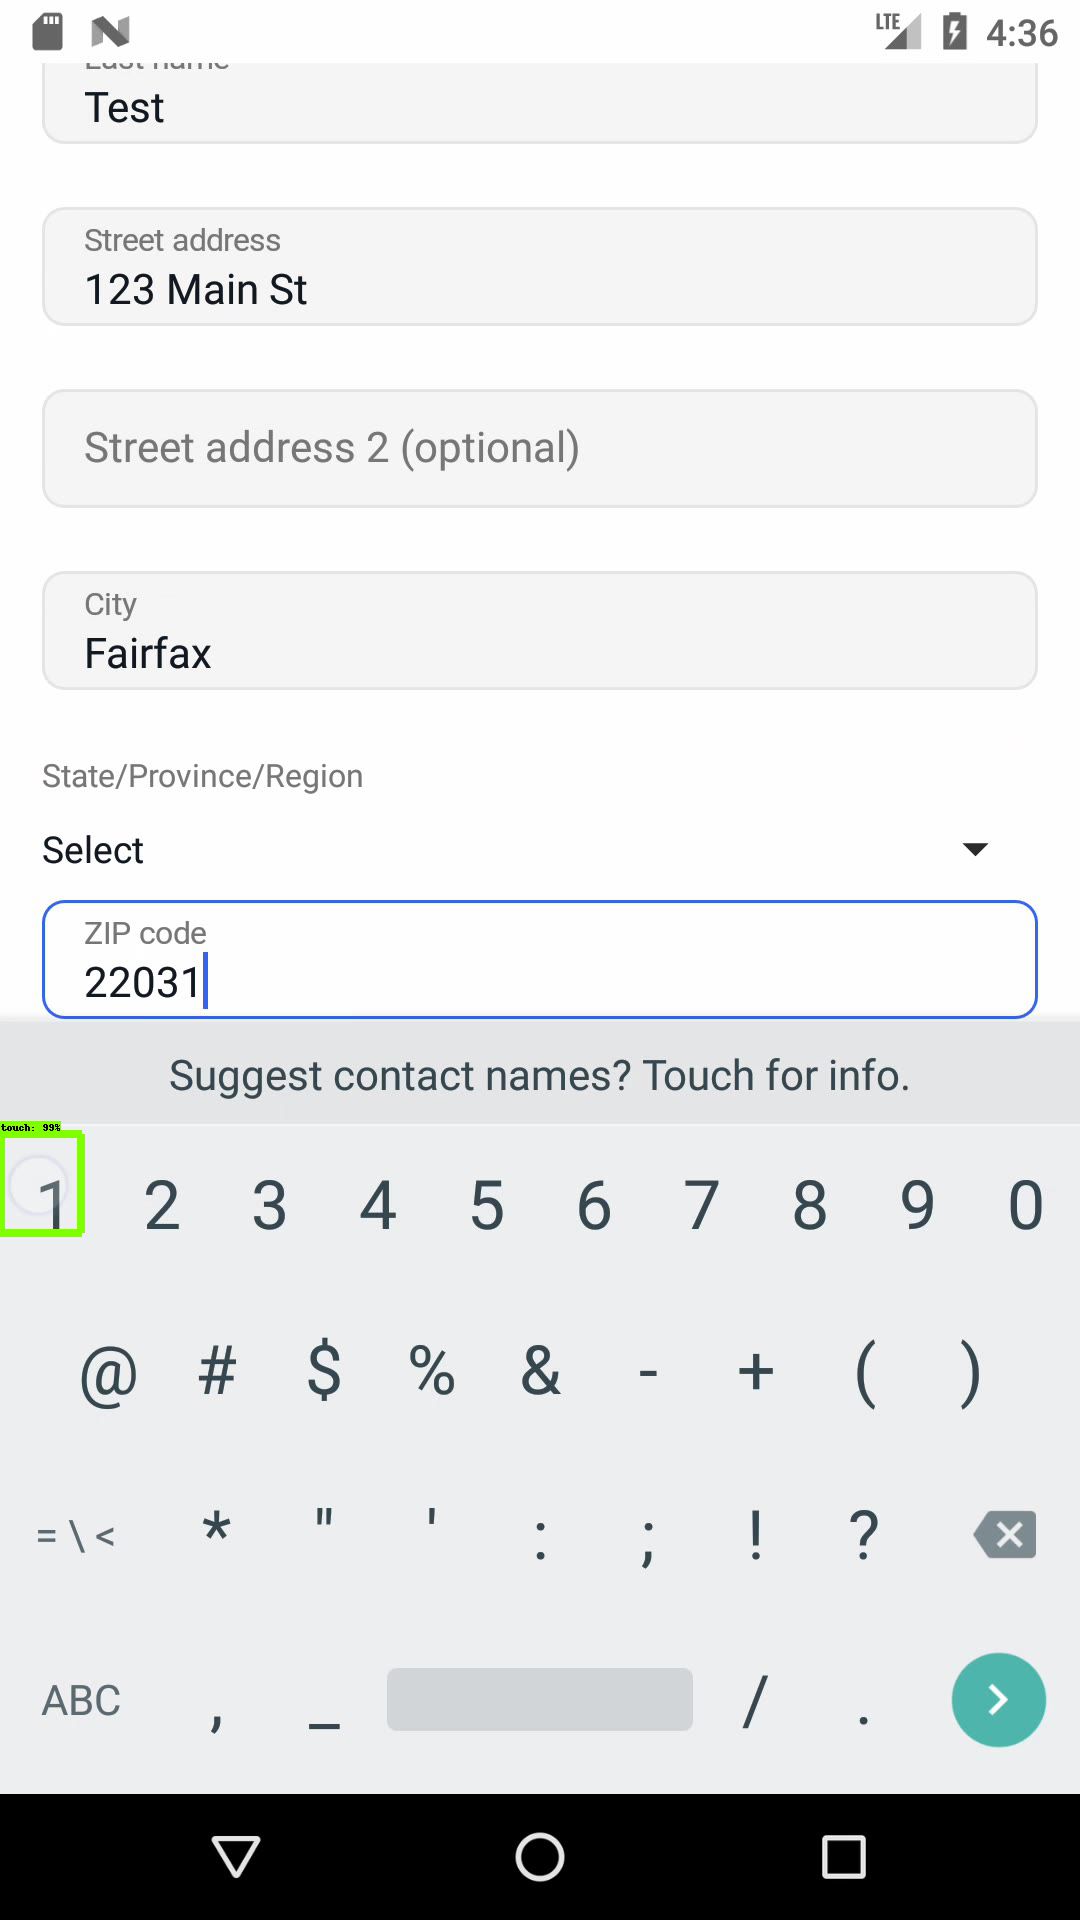 LTE 4:36
Last name
Test
Street address
123 Main St
Street address 2 (optional)
City
Fairfax
State/Province/Region
Select
ZIP code
22031
Suggest contact names? Touch for info.
touch: 99%
1 2 3 4 5 6 7 8 9 0
@ # $ % & - + ( )
= \ < * " ' : ; ! ?
ABC , _ / .